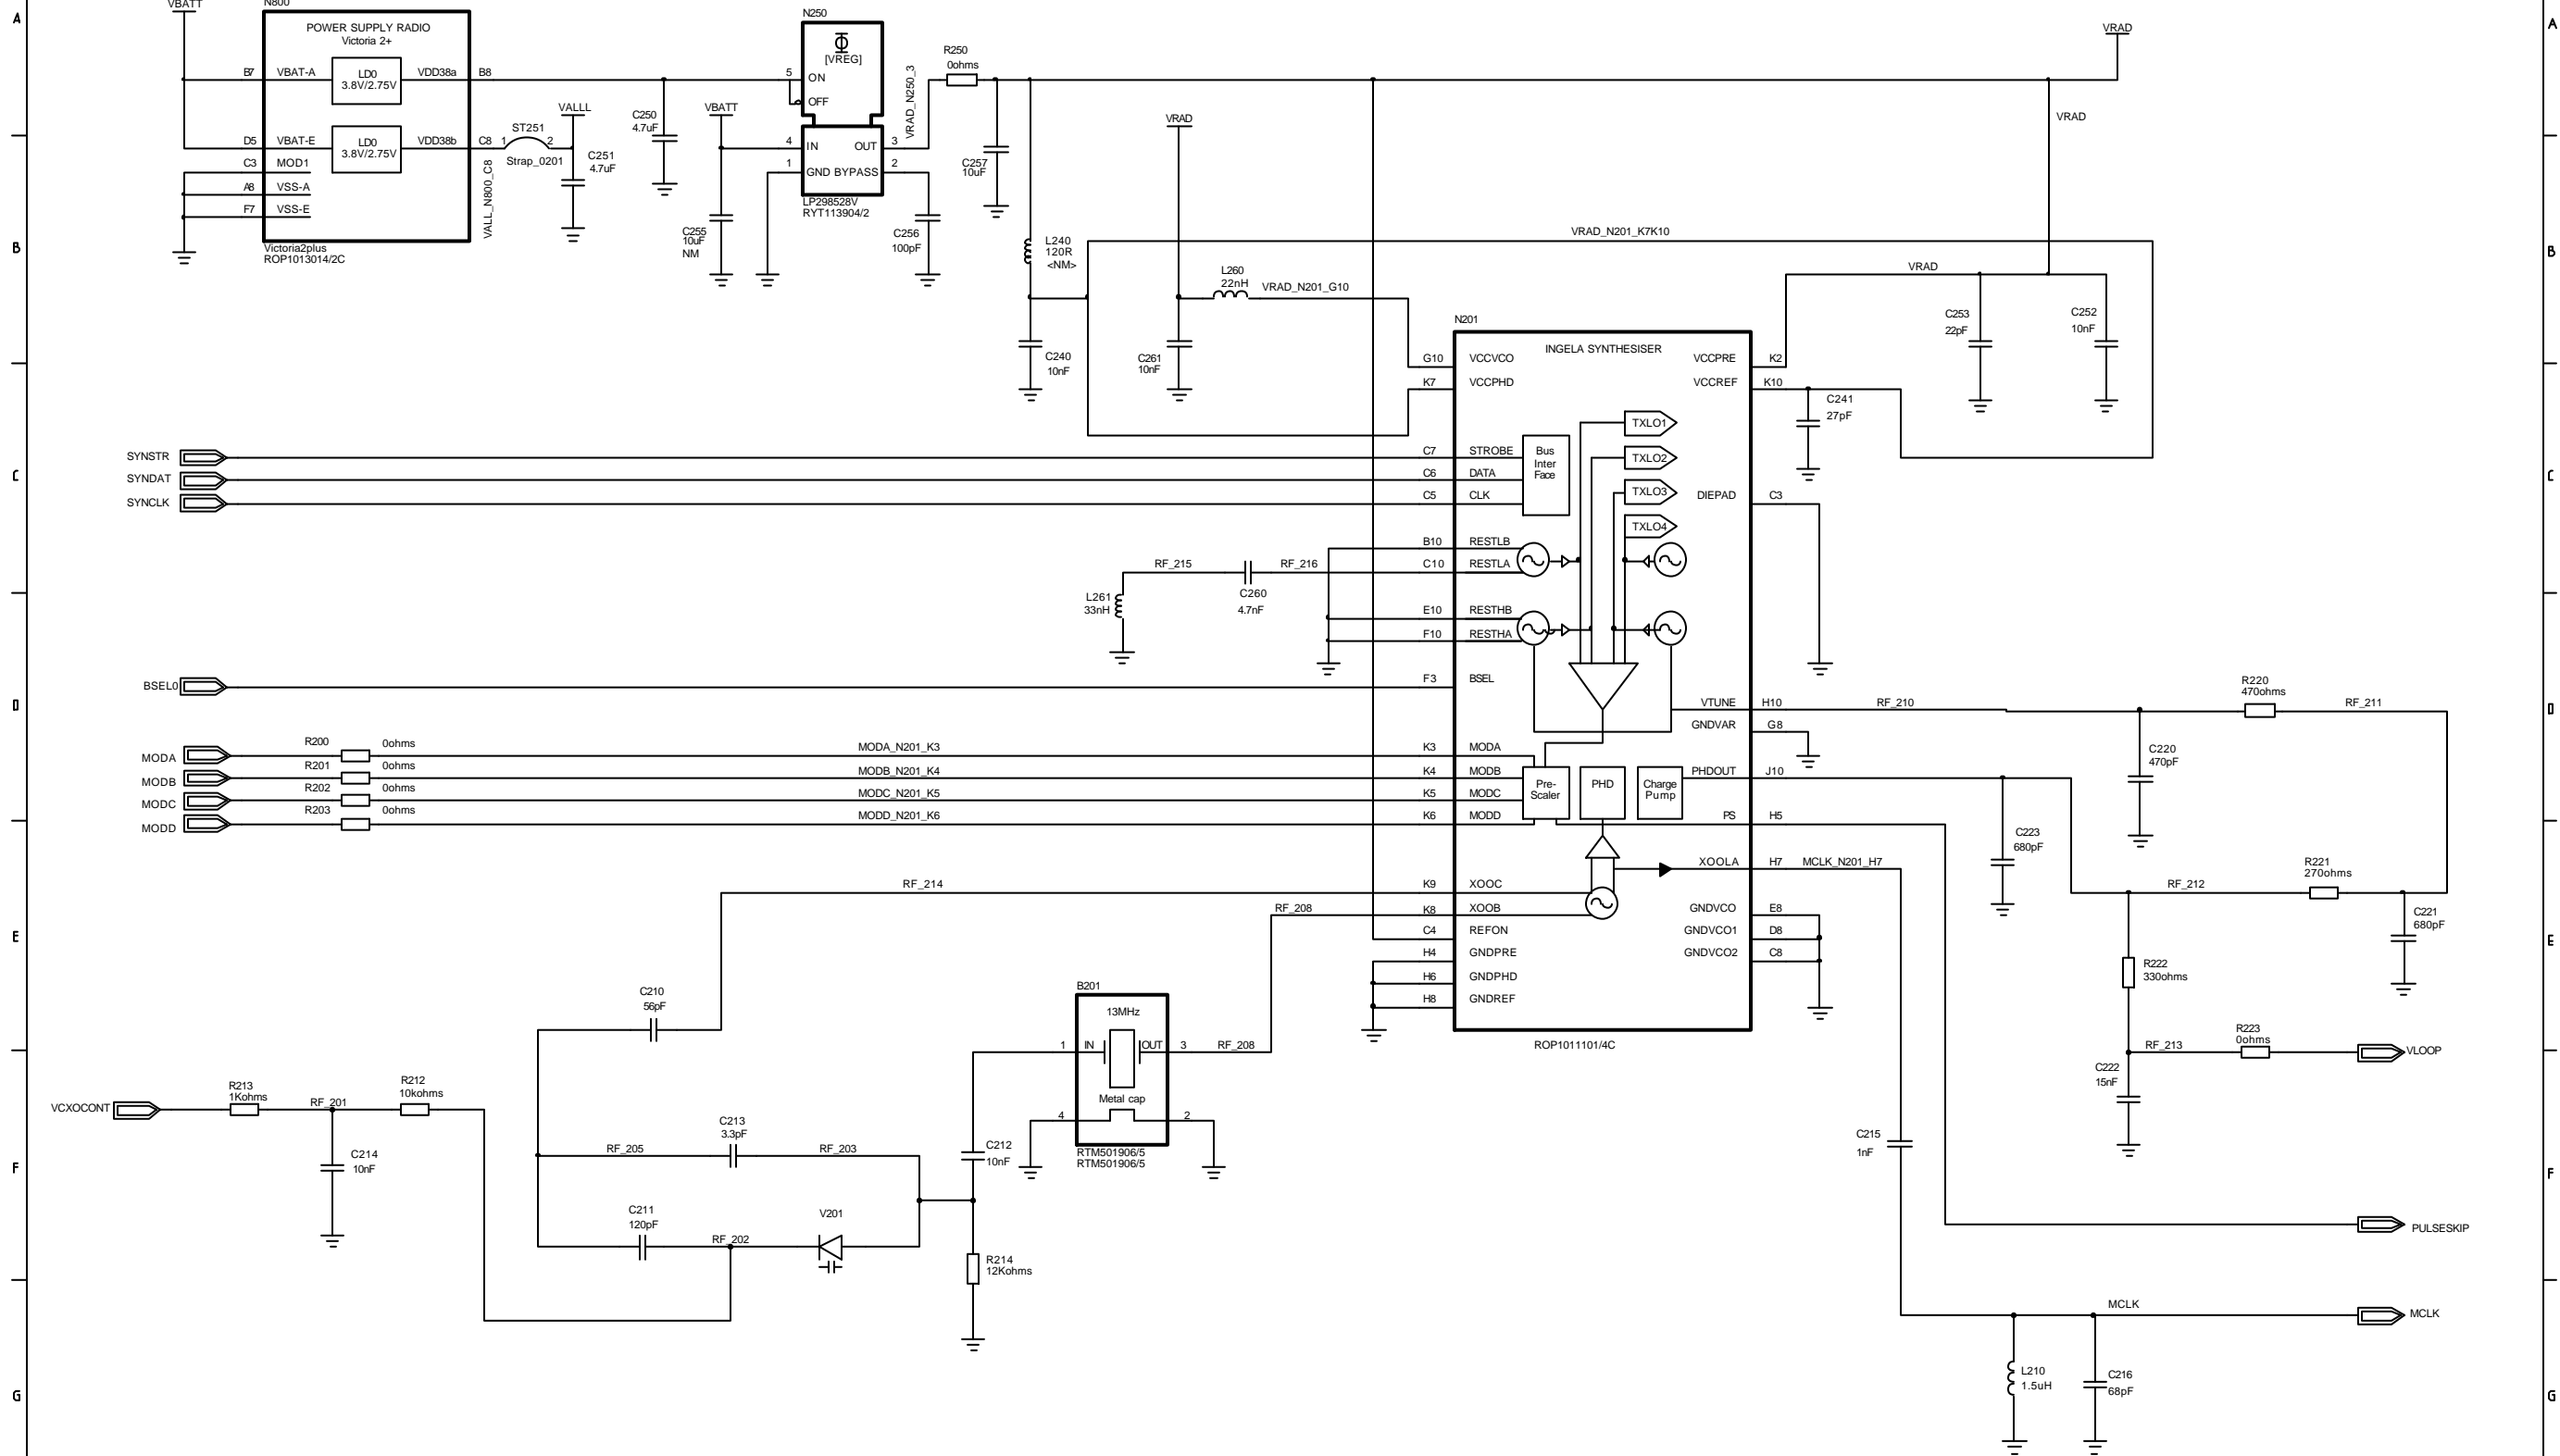 A
VBATT
N800
POWER SUPPLY RADIO
Victoria 2+
B7
VBAT-A
LD0
3.8V/2.75V
VDD38a
B8
D5
VBAT-E
LD0
3.8V/2.75V
VDD38b
C8
C3
MOD1
A8
VSS-A
F7
VSS-E
Victoria2plus
ROP1013014/2C
VALL_N800_C8
1
ST251
2
Strap_0201
VALLL
C251
4.7uF
C250
4.7uF
VBATT
C255
10uF
NM
N250
[VREG]
5
ON
OFF
4
IN
OUT
3
1
GND BYPASS
2
LP298528V
RYT113904/2
VRAD_N250_3
C256
100pF
R250
0ohms
C257
10uF
VRAD
VRAD
VRAD
A
B
B
L240
120R
<NM>
VRAD_N201_K7K10
L260
22nH
VRAD_N201_G10
C240
10nF
C261
10nF
VRAD
C253
22pF
C252
10nF
N201
INGELA SYNTHESISER
G10
VCCVCO
VCCPRE
K2
K7
VCCPHD
VCCREF
K10
C241
27pF
TXLO1
TXLO2
TXLO3
TXLO4
C
C
SYNSTR
SYNDAT
SYNCLK
C7
STROBE
C6
DATA
C5
CLK
Bus
Inter
Face
DIEPAD
C3
B10
RESTLB
C10
RESTLA
RF_215
RF_216
C260
4.7nF
L261
33nH
E10
RESTHB
F10
RESTHA
BSEL0
F3
BSEL
D
D
VTUNE
H10
RF_210
GNDVAR
G8
R220
470ohms
RF_211
C220
470pF
MODA
R200
0ohms
MODA_N201_K3
K3
MODA
MODB
R201
0ohms
MODB_N201_K4
K4
MODB
MODC
R202
0ohms
MODC_N201_K5
K5
MODC
MODD
R203
0ohms
MODD_N201_K6
K6
MODD
Pre-
Scaler
PHD
Charge
Pump
PHDOUT
J10
PS
H5
C223
680pF
XOOLA
H7
MCLK_N201_H7
R221
270ohms
RF_212
C221
680pF
RF_214
K9
XOOC
RF_208
K8
XOOB
C4
REFON
H4
GNDPRE
H6
GNDPHD
H8
GNDREF
GNDVCO
E8
GNDVCO1
D8
GNDVCO2
C8
ROP1011101/4C
E
E
R222
330ohms
C210
56pF
B201
13MHz
1
IN
OUT
3
RF_208
Metal cap
4
2
RTM501906/5
RTM501906/5
RF_213
R223
0ohms
VLOOP
C222
15nF
VCXOCONT
R213
1Kohms
RF_201
R212
10kohms
C214
10nF
RF_205
C213
3.3pF
RF_203
C212
10nF
C215
1nF
F
F
C211
120pF
RF_202
V201
R214
12Kohms
PULSESKIP
MCLK
MCLK
L210
1.5uH
C216
68pF
G
G